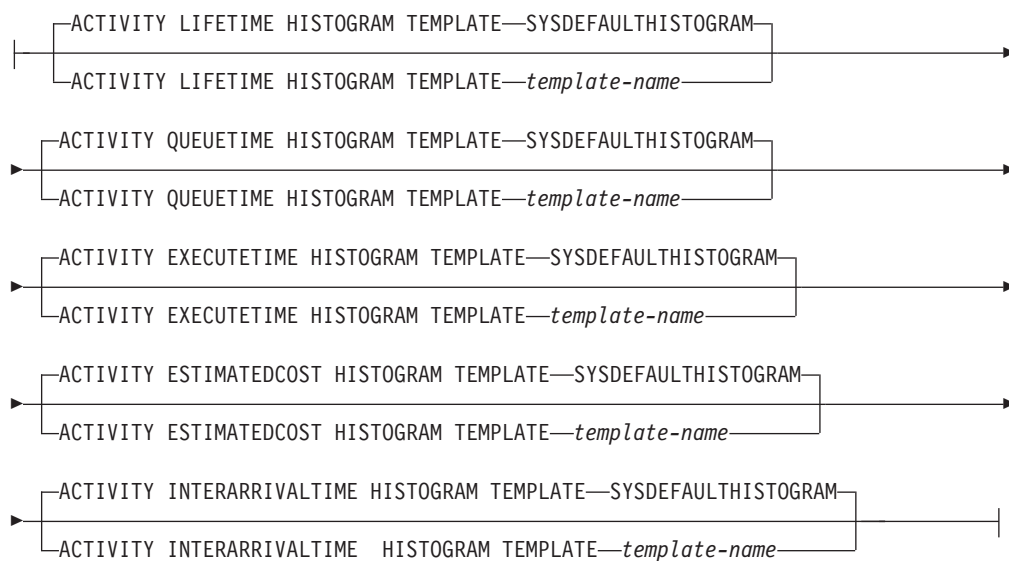 ACTIVITY LIFETIME HISTOGRAM TEMPLATE SYSDEFAULTHISTOGRAM
ACTIVITY LIFETIME HISTOGRAM TEMPLATE template-name
ACTIVITY QUEUETIME HISTOGRAM TEMPLATE SYSDEFAULTHISTOGRAM
ACTIVITY QUEUETIME HISTOGRAM TEMPLATE template-name
ACTIVITY EXECUTETIME HISTOGRAM TEMPLATE SYSDEFAULTHISTOGRAM
ACTIVITY EXECUTETIME HISTOGRAM TEMPLATE template-name
ACTIVITY ESTIMATEDCOST HISTOGRAM TEMPLATE SYSDEFAULTHISTOGRAM
ACTIVITY ESTIMATEDCOST HISTOGRAM TEMPLATE template-name
ACTIVITY INTERARRIVALTIME HISTOGRAM TEMPLATE SYSDEFAULTHISTOGRAM
ACTIVITY INTERARRIVALTIME HISTOGRAM TEMPLATE template-name